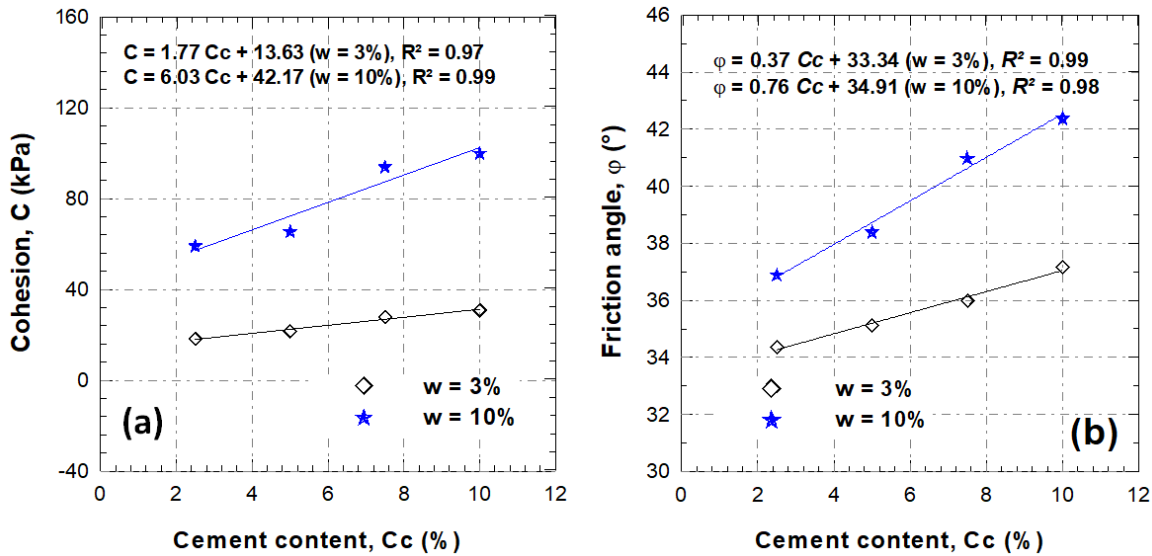 C = 1.77 Cc + 13.63 (w = 3%), R² = 0.97
C = 6.03 Cc + 42.17 (w = 10%), R² = 0.99
160
120
80
40
0
-40
Cohesion, C (kPa)
w = 3%
w = 10%
(a)
0 2 4 6 8 10 12
Cement content, Cc (%)
φ = 0.37 Cc + 33.34 (w = 3%), R² = 0.99
φ = 0.76 Cc + 34.91 (w = 10%), R² = 0.98
46
44
42
40
38
36
34
32
30
Friction angle, φ (°)
w = 3%
w = 10%
(b)
0 2 4 6 8 10 12
Cement content, Cc (%)